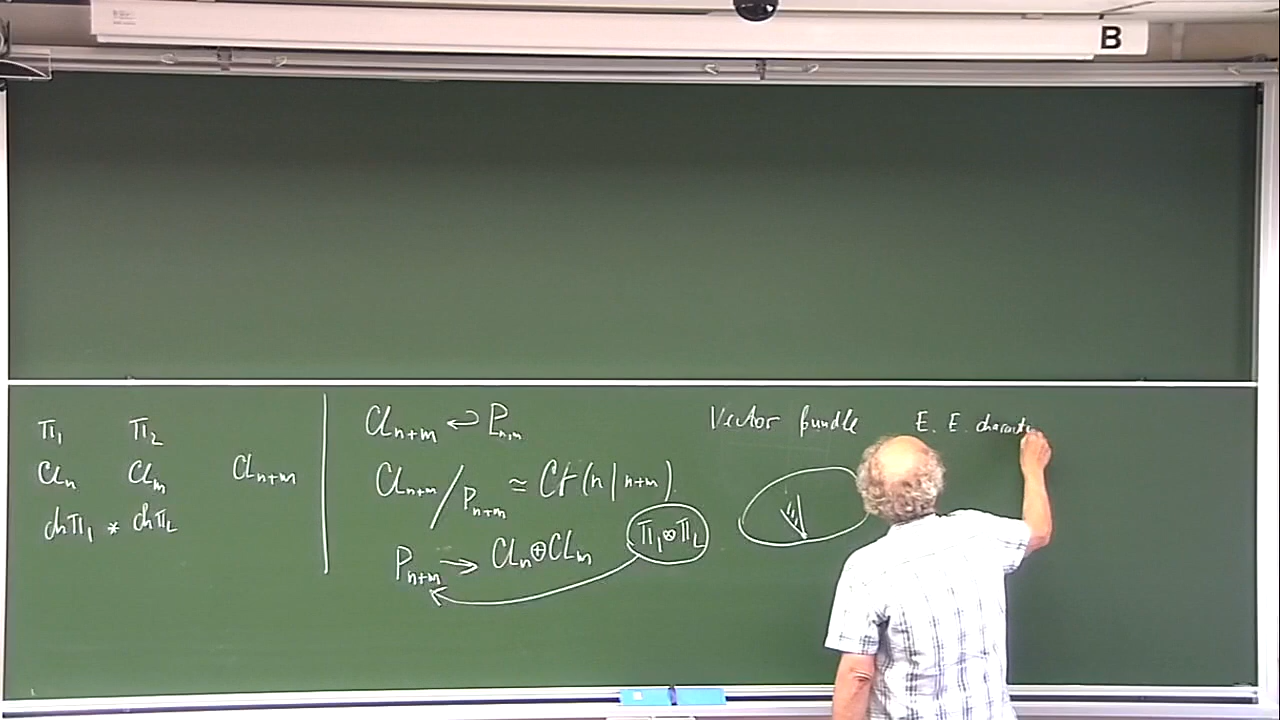 B
π₁ π₂
GLₙ GLₘ GLₙ₊ₘ
ch π₁ * ch π₂
GLₙ₊ₘ ↩ Pₙ,ₘ
GLₙ₊ₘ / Pₙ₊ₘ ≃ Gr(n | n+m)
Pₙ₊ₘ → GLₙ ⊕ GLₘ
π₁ ⊗ π₂
Vector bundle E. E. charact